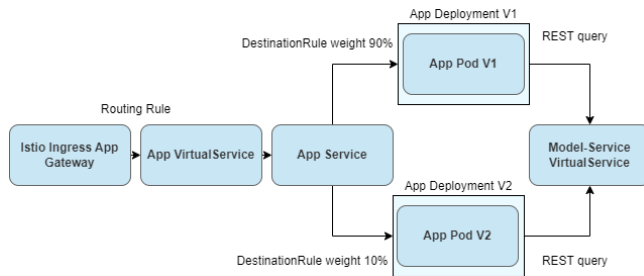 App Deployment V1
DestinationRule weight 90%
REST query
App Pod V1
Routing Rule
Istio Ingress App
Gateway
App VirtualService
App Service
Model-Service
VirtualService
App Deployment V2
App Pod V2
DestinationRule weight 10%
REST query